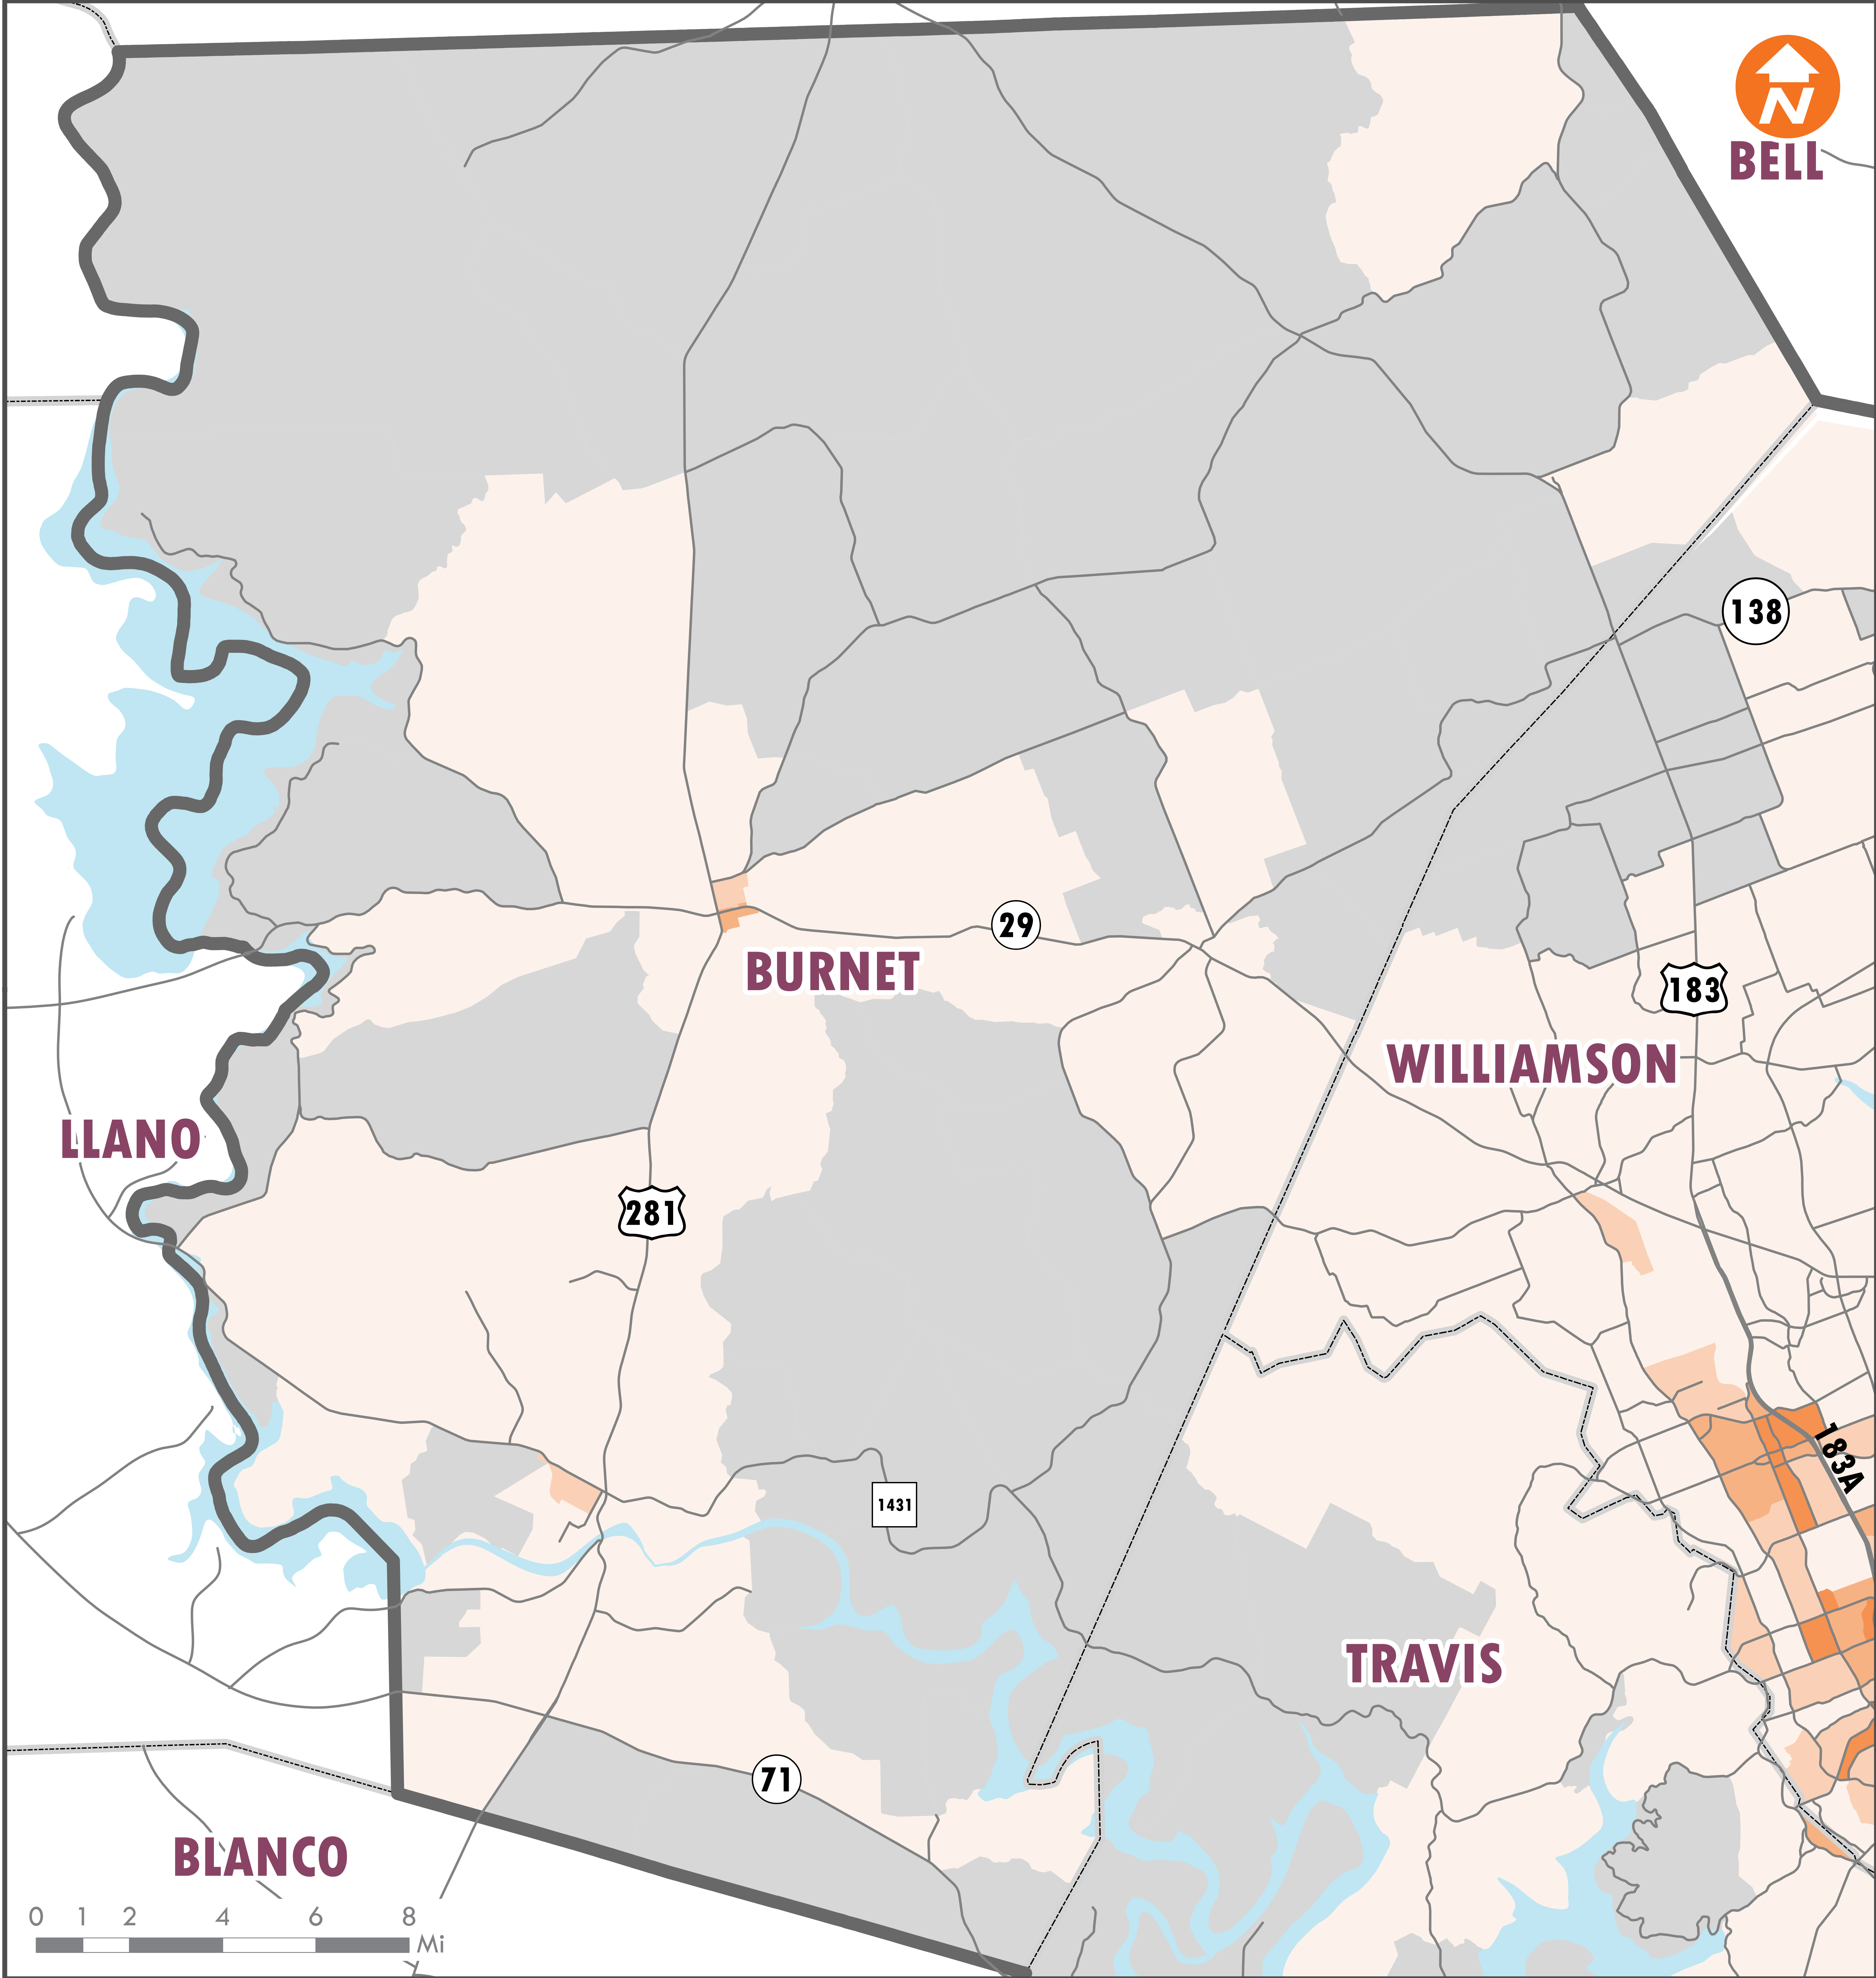 N
BELL
138
29
BURNET
183
WILLIAMSON
LLANO
281
183A
1431
TRAVIS
71
BLANCO
0 1 2 4 6 8
Mi